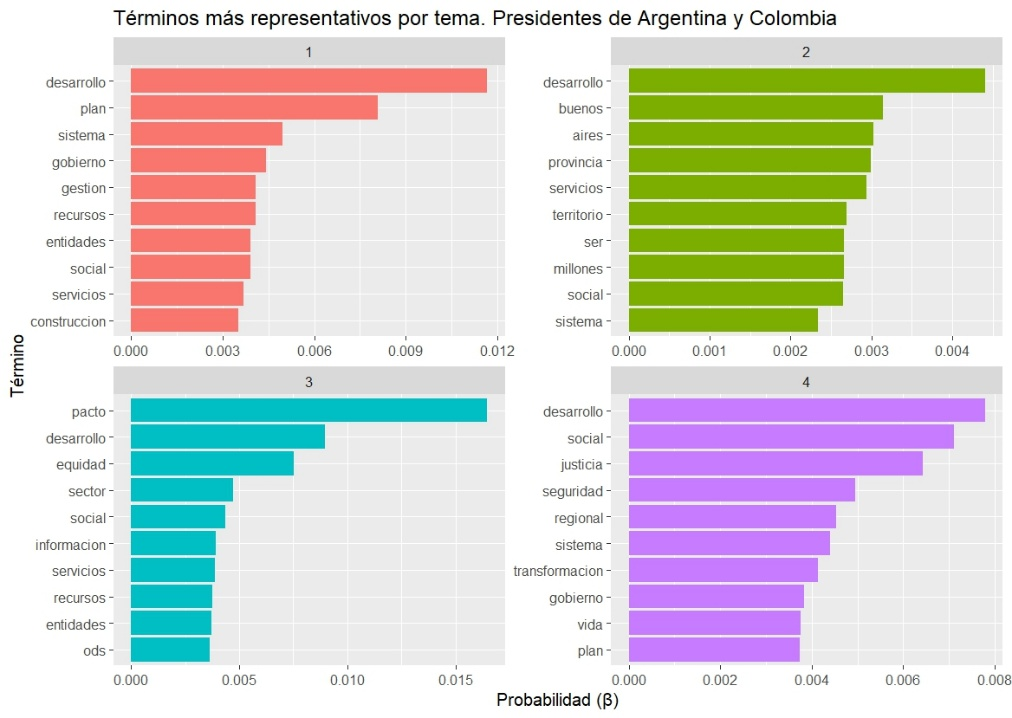 Términos más representativos por tema. Presidentes de Argentina y Colombia
1
desarrollo
plan
sistema
gobierno
gestion
recursos
entidades
social
servicios
construccion
0.000 0.003 0.006 0.009 0.012
2
desarrollo
buenos
aires
provincia
servicios
territorio
ser
millones
social
sistema
0.000 0.001 0.002 0.003 0.004
Término
3
pacto
desarrollo
equidad
sector
social
informacion
servicios
recursos
entidades
ods
0.000 0.005 0.010 0.015
4
desarrollo
social
justicia
seguridad
regional
sistema
transformacion
gobierno
vida
plan
0.000 0.002 0.004 0.006 0.008
Probabilidad (β)